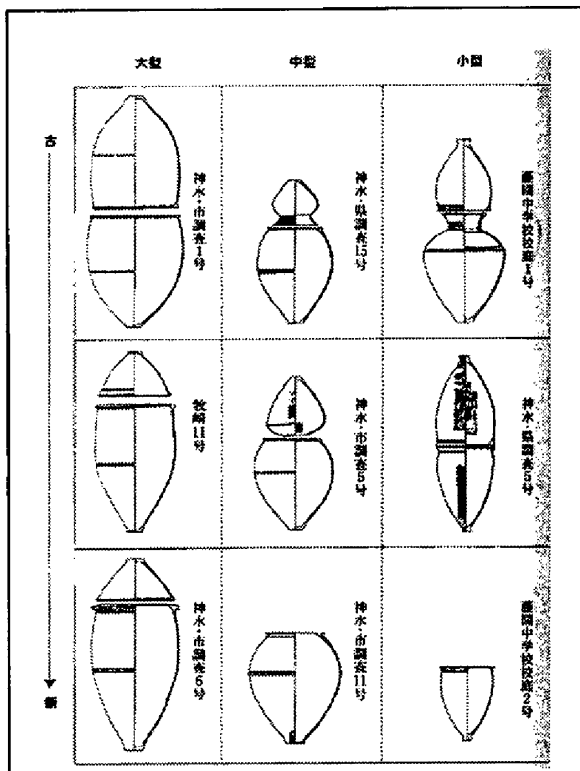 大型
中型
小型
古
神水・市調査1号
神水・県調査15号
藤園中学校校庭1号
牧崎11号
神水・市調査5号
神水・県調査5号
神水・市調査6号
神水・市調査11号
藤園中学校校庭2号
新